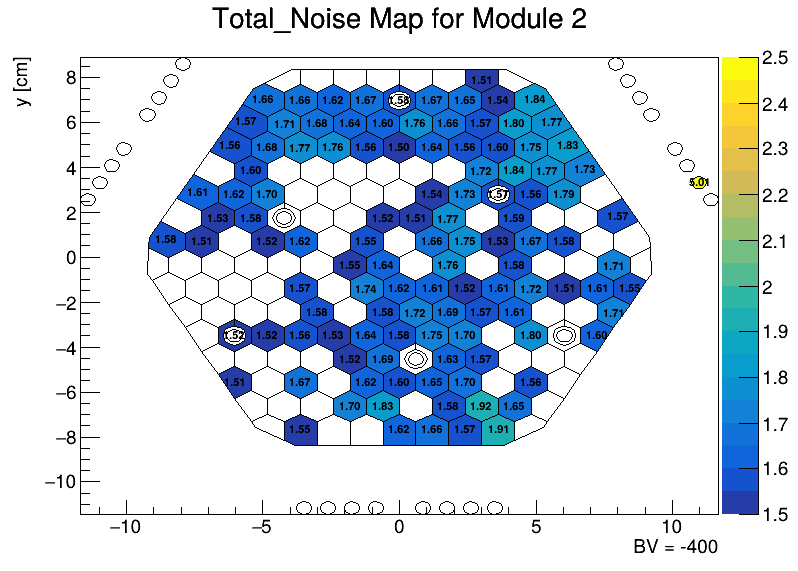 Total_Noise Map for Module 2
y [cm]
8
6
4
2
0
−2
−4
−6
−8
−10
1.51
1.66 1.66 1.62 1.67 1.58 1.67 1.65 1.54 1.84
1.57 1.71 1.68 1.64 1.60 1.76 1.66 1.57 1.80 1.77
1.56 1.68 1.77 1.76 1.56 1.50 1.64 1.56 1.60 1.75 1.83
1.60 1.72 1.84 1.77 1.73
5.01
1.61 1.62 1.70 1.54 1.73 1.57 1.56 1.79
1.53 1.58 1.52 1.51 1.77 1.59 1.57
1.58 1.51 1.52 1.62 1.55 1.66 1.75 1.53 1.67 1.58
1.55 1.64 1.76 1.58 1.71
1.57 1.74 1.62 1.61 1.52 1.61 1.72 1.51 1.61 1.55
1.58 1.58 1.72 1.69 1.57 1.61 1.71
1.52 1.52 1.56 1.53 1.64 1.58 1.75 1.70 1.80 1.60
1.52 1.69 1.63 1.57
1.51 1.67 1.62 1.60 1.65 1.70 1.56
1.70 1.83 1.58 1.92 1.65
1.55 1.62 1.66 1.57 1.91
−10 −5 0 5 10
BV = -400
2.5
2.4
2.3
2.2
2.1
2
1.9
1.8
1.7
1.6
1.5